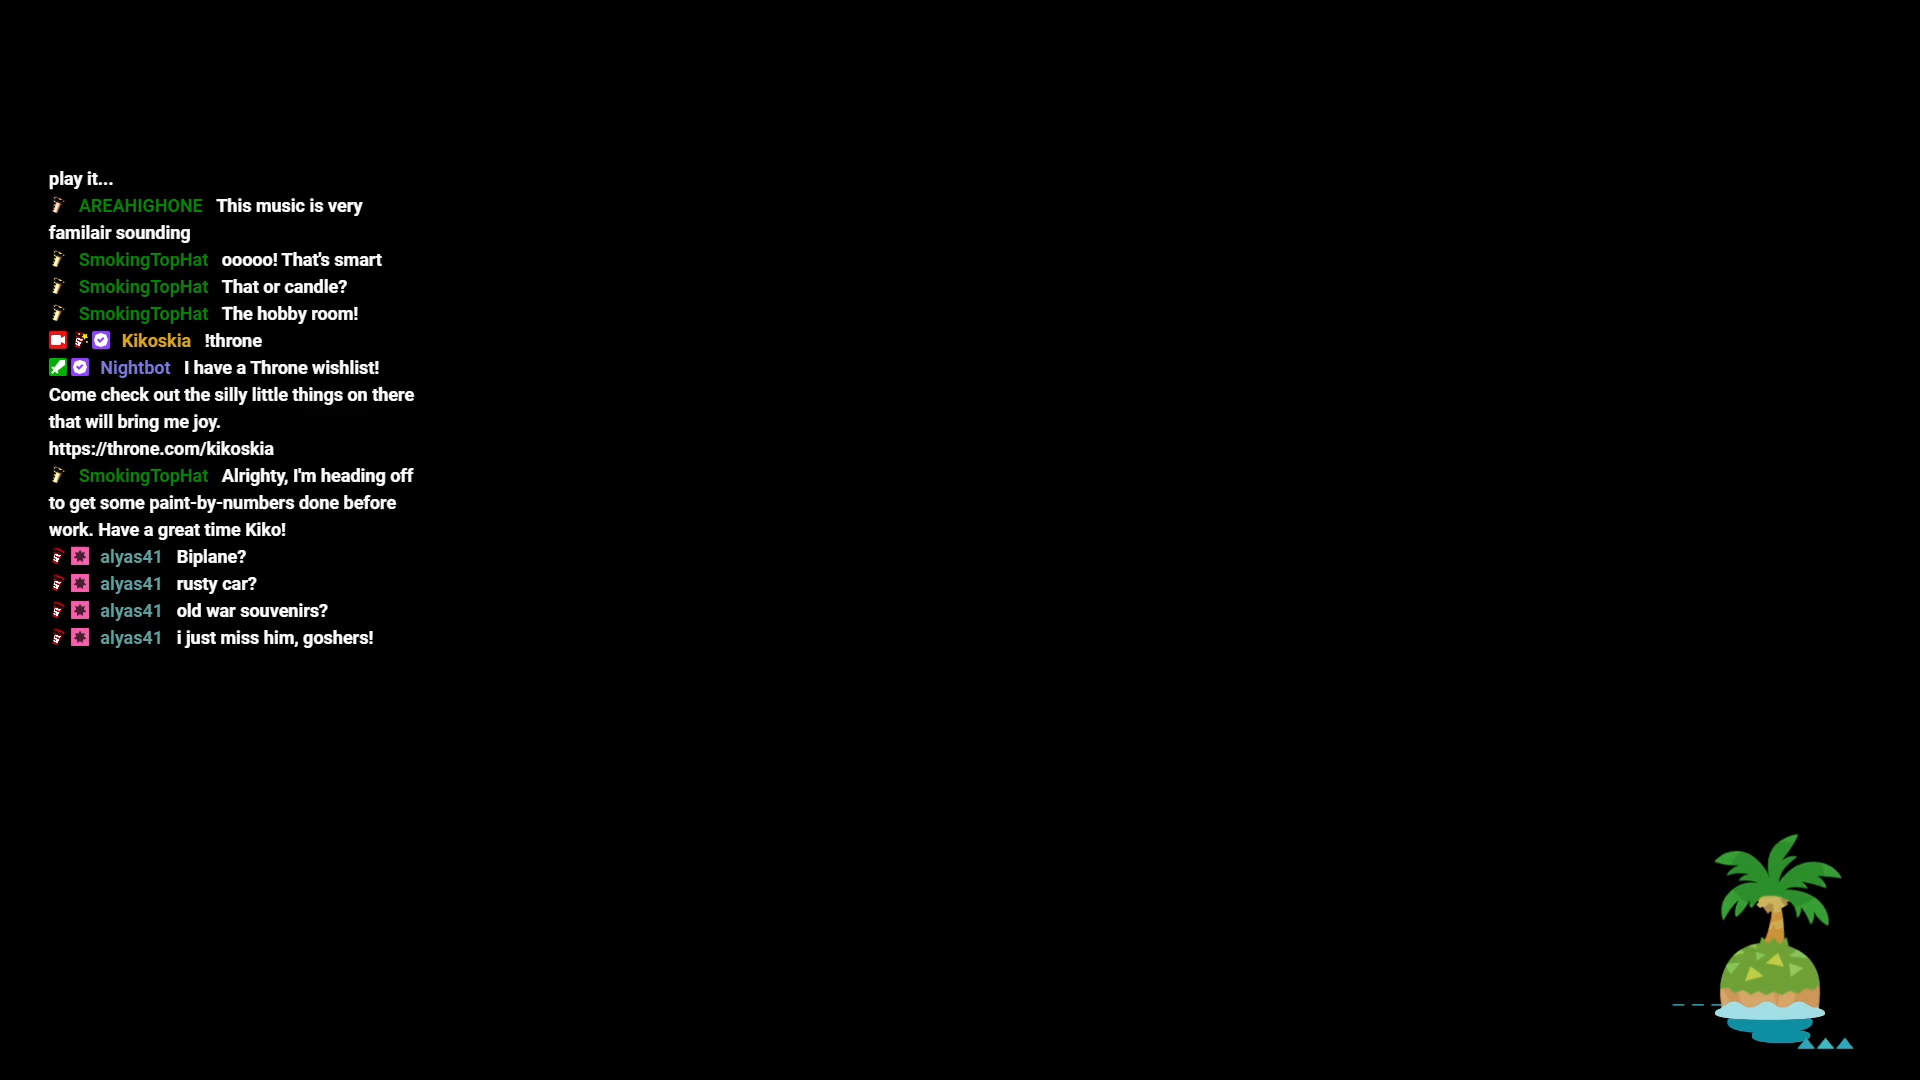 play it...
AREAHIGHONE This music is very
familair sounding
SmokingTopHat ooooo! That's smart
SmokingTopHat That or candle?
SmokingTopHat The hobby room!
Kikoskia !throne
Nightbot I have a Throne wishlist!
Come check out the silly little things on there
that will bring me joy.
https://throne.com/kikoskia
SmokingTopHat Alrighty, I'm heading off
to get some paint-by-numbers done before
work. Have a great time Kiko!
alyas41 Biplane?
alyas41 rusty car?
alyas41 old war souvenirs?
alyas41 i just miss him, goshers!